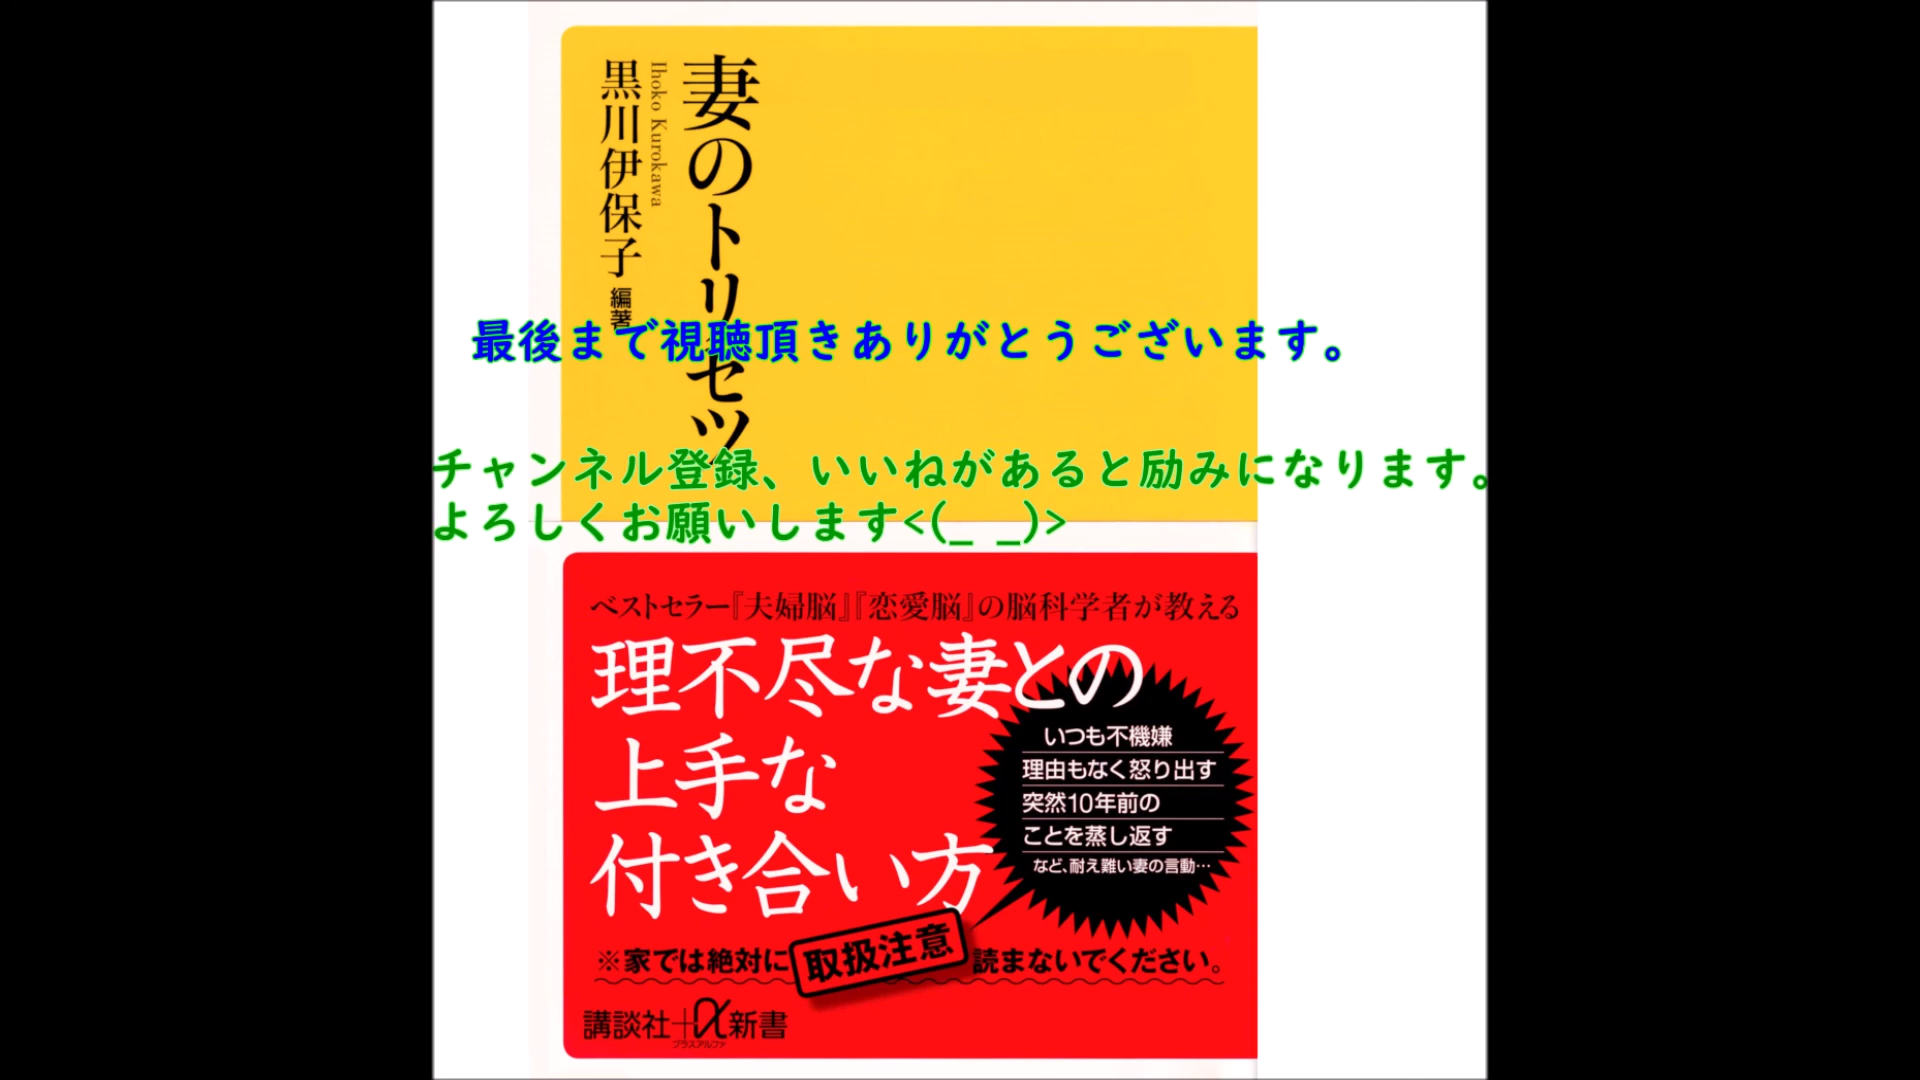 妻のトリセツ
Ihoko Kurokawa
黒川伊保子 編著
最後まで視聴頂きありがとうございます。
チャンネル登録、いいねがあると励みになります。
よろしくお願いします<(_ _)>
ベストセラー『夫婦脳』『恋愛脳』の脳科学者が教える
理不尽な妻との
上手な
付き合い方
いつも不機嫌
理由もなく怒り出す
突然10年前の
ことを蒸し返す
など、耐え難い妻の言動…
取扱注意
※家では絶対に読まないでください。
講談社+α新書
プラスアルファ